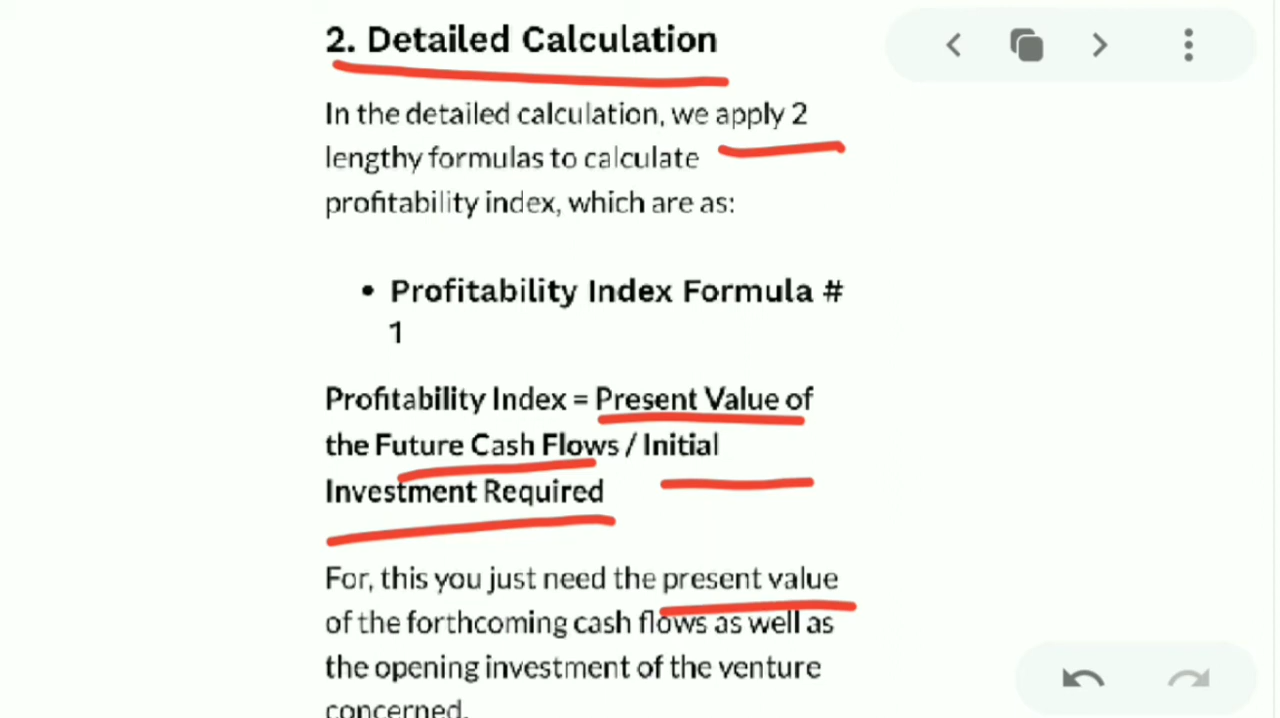 2. Detailed Calculation
In the detailed calculation, we apply 2
lengthy formulas to calculate
profitability index, which are as:
• Profitability Index Formula #
1
Profitability Index = Present Value of
the Future Cash Flows / Initial
Investment Required
For, this you just need the present value
of the forthcoming cash flows as well as
the opening investment of the venture
concerned.